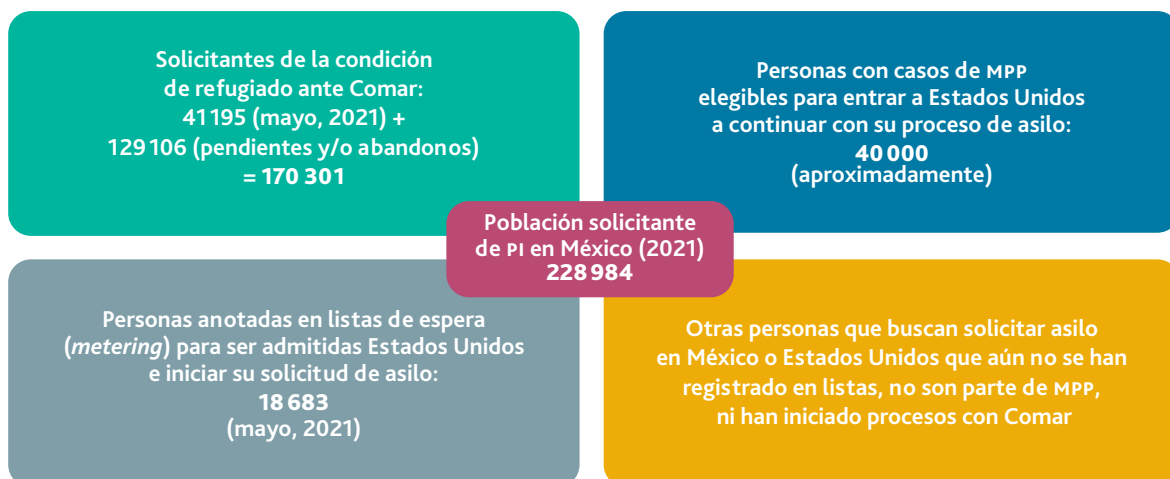 Solicitantes de la condición
de refugiado ante Comar:
41 195 (mayo, 2021) +
129 106 (pendientes y/o abandonos)
= 170 301
Personas con casos de MPP
elegibles para entrar a Estados Unidos
a continuar con su proceso de asilo:
40 000
(aproximadamente)
Población solicitante
de PI en México (2021)
228 984
Personas anotadas en listas de espera
(metering) para ser admitidas Estados Unidos
e iniciar su solicitud de asilo:
18 683
(mayo, 2021)
Otras personas que buscan solicitar asilo
en México o Estados Unidos que aún no se han
registrado en listas, no son parte de MPP,
ni han iniciado procesos con Comar